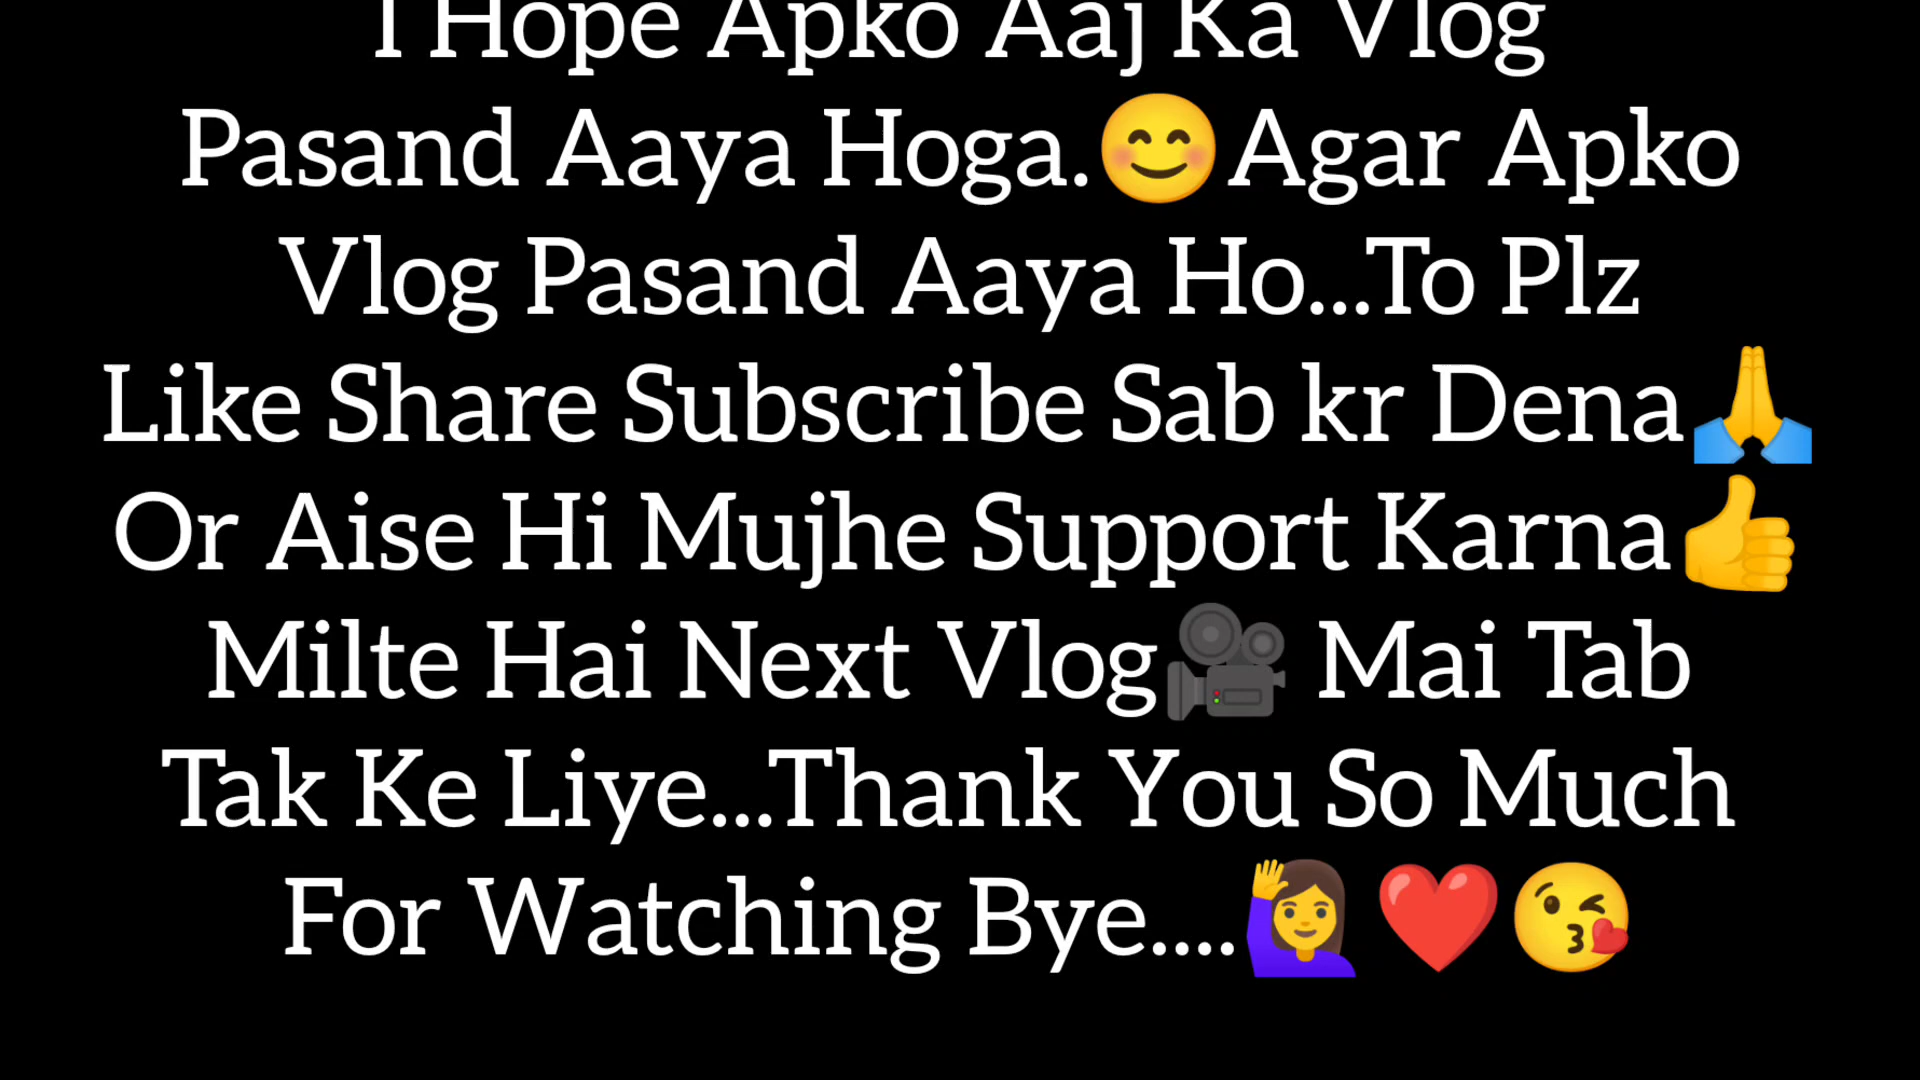 I Hope Apko Aaj Ka Vlog
Pasand Aaya Hoga.😊Agar Apko
Vlog Pasand Aaya Ho...To Plz
Like Share Subscribe Sab kr Dena🙏
Or Aise Hi Mujhe Support Karna👍
Milte Hai Next Vlog🎥 Mai Tab
Tak Ke Liye...Thank You So Much
For Watching Bye....🙋‍♀️❤️😘